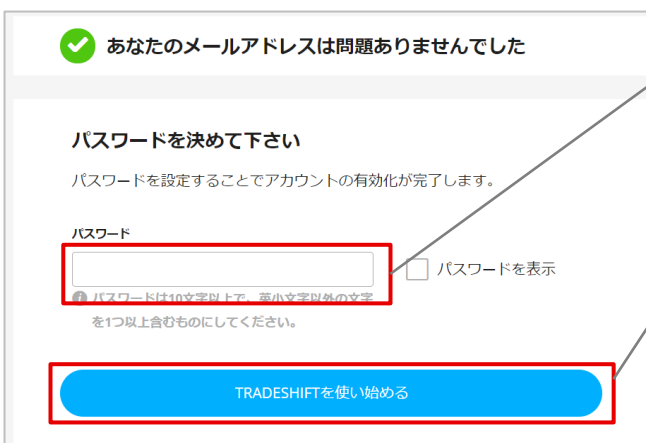 あなたのメールアドレスは問題ありませんでした
パスワードを決めて下さい
パスワードを設定することでアカウントの有効化が完了します。
パスワード
パスワードを表示
パスワードは10文字以上で、英小文字以外の文字
を1つ以上含むものにしてください。
TRADESHIFTを使い始める